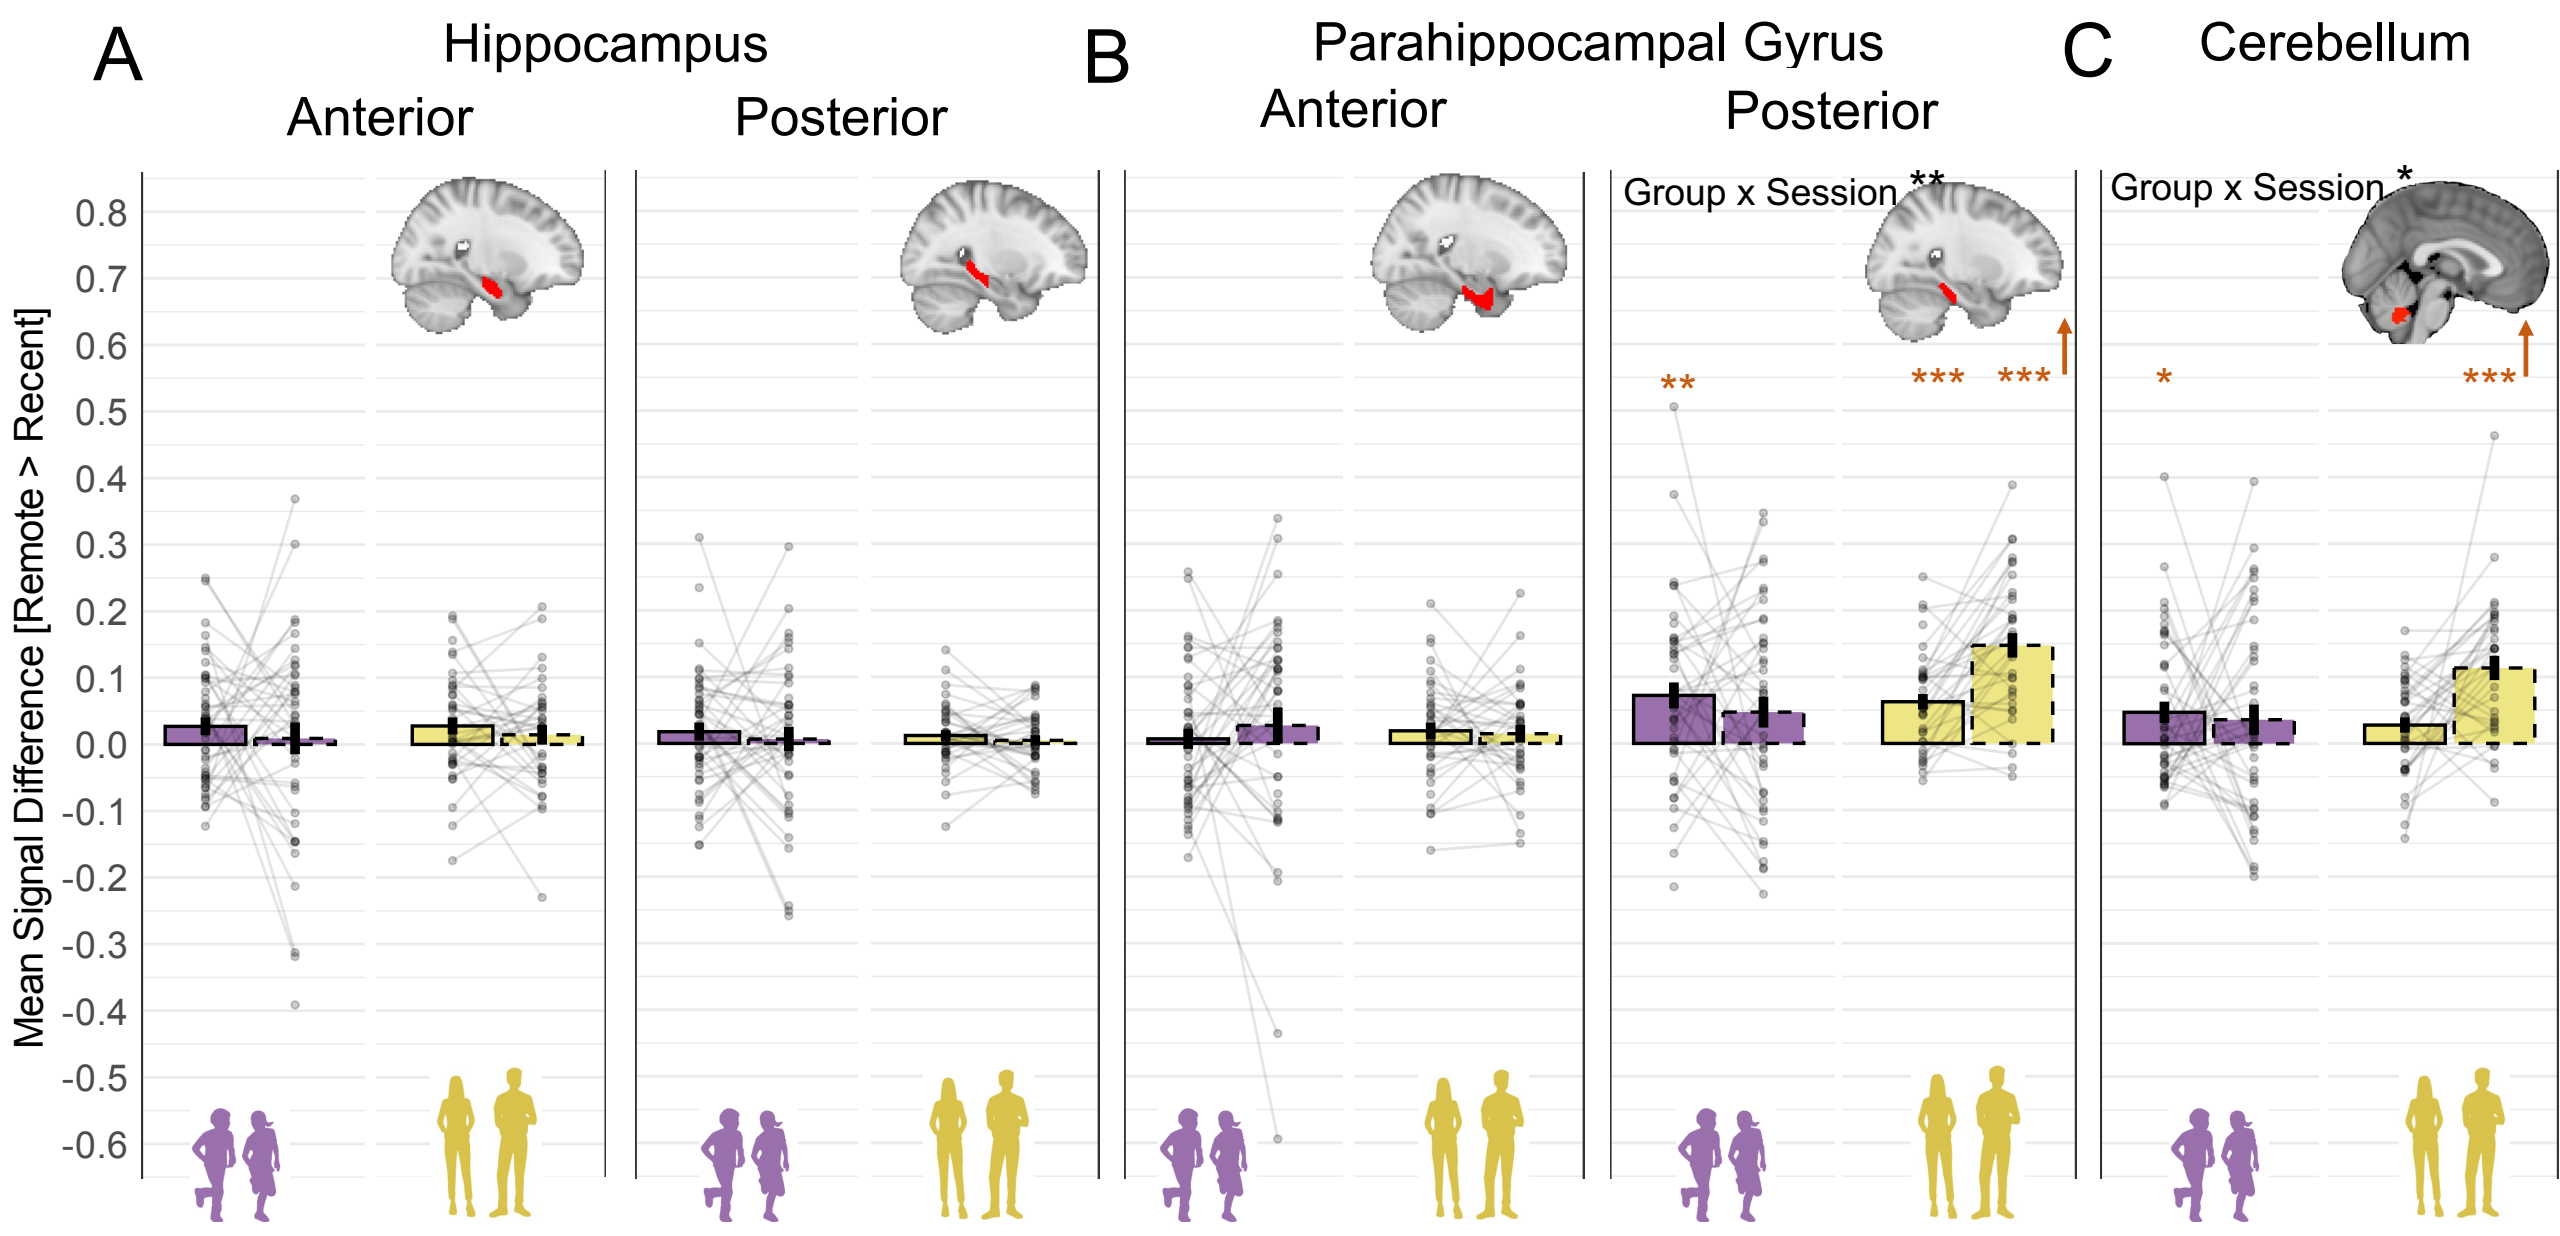 A
Hippocampus
Anterior
Posterior
B
Parahippocampal Gyrus
Anterior
Posterior
C
Cerebellum
Mean Signal Difference [Remote > Recent]
0.8
0.7
0.6
0.5
0.4
0.3
0.2
0.1
0.0
-0.1
-0.2
-0.3
-0.4
-0.5
-0.6
Group x Session **
** *** ***
Group x Session *
* ***